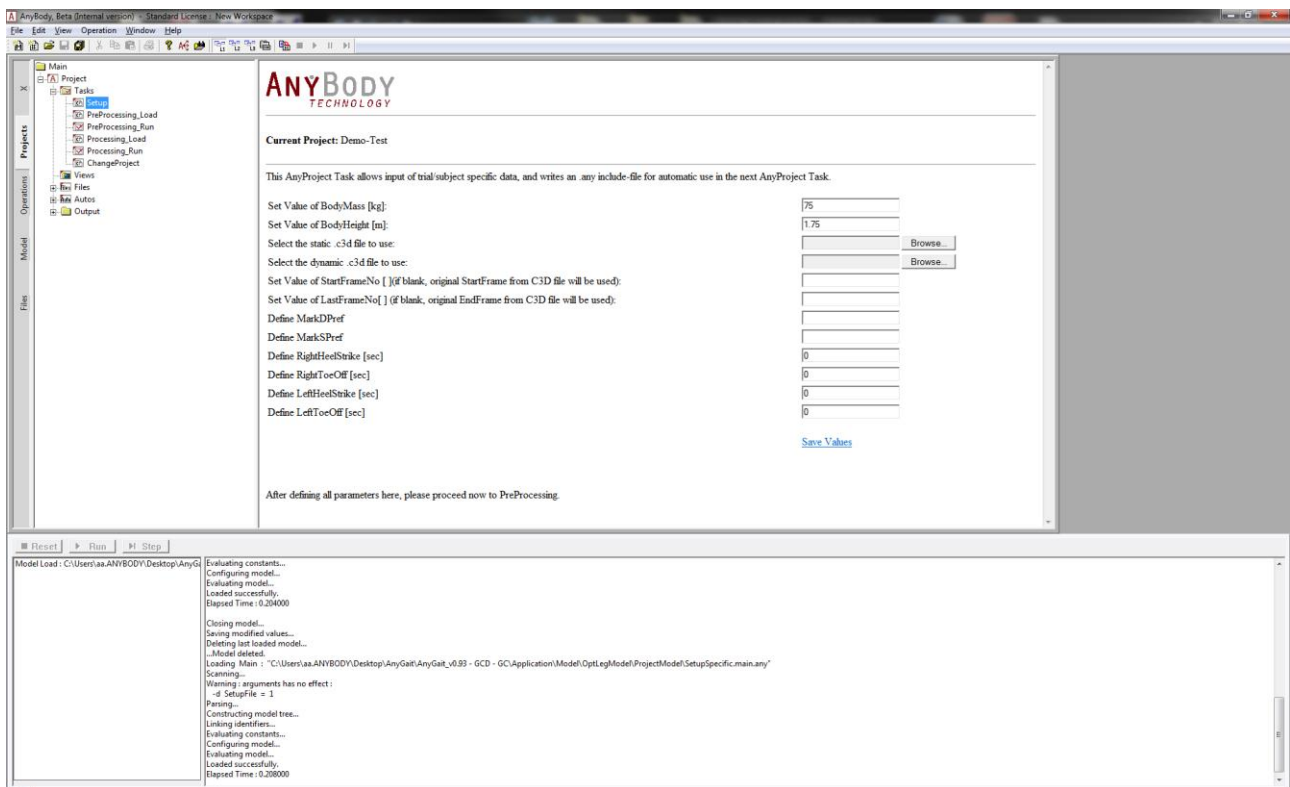 AnyBody, Beta (Internal version) - Standard License : New Workspace
File Edit View Operation Window Help
Main
Project
Tasks
Setup
PreProcessing_Load
PreProcessing_Run
Processing_Load
Processing_Run
ChangeProject
Views
Files
Autos
Output
Projects
Operations
Model
Files
ANYBODY
TECHNOLOGY
Current Project: Demo-Test
This AnyProject Task allows input of trial/subject specific data, and writes an .any include-file for automatic use in the next AnyProject Task.
Set Value of BodyMass [kg]: 75
Set Value of BodyHeight [m]: 1.75
Select the static .c3d file to use: Browse...
Select the dynamic .c3d file to use: Browse...
Set Value of StartFrameNo [ ](if blank, original StartFrame from C3D file will be used):
Set Value of LastFrameNo[ ] (if blank, original EndFrame from C3D file will be used):
Define MarkDPref
Define MarkSPref
Define RightHeelStrike [sec] 0
Define RightToeOff [sec] 0
Define LeftHeelStrike [sec] 0
Define LeftToeOff [sec] 0
Save Values
After defining all parameters here, please proceed now to PreProcessing.
Reset Run Step
Model Load : C:\Users\aa.ANYBODY\Desktop\AnyGa
Evaluating constants...
Configuring model...
Evaluating model...
Loaded successfully.
Elapsed Time : 0.204000
Closing model...
Saving modified values...
Deleting last loaded model...
...Model deleted.
Loading Main : "C:\Users\aa.ANYBODY\Desktop\AnyGait\AnyGait_v0.93 - GCD - GC\Application\Model\OptLegModel\ProjectModel\SetupSpecific.main.any"
Scanning...
Warning : arguments has no effect :
-d SetupFile = 1
Parsing...
Constructing model tree...
Linking identifiers...
Evaluating constants...
Configuring model...
Evaluating model...
Loaded successfully.
Elapsed Time : 0.208000